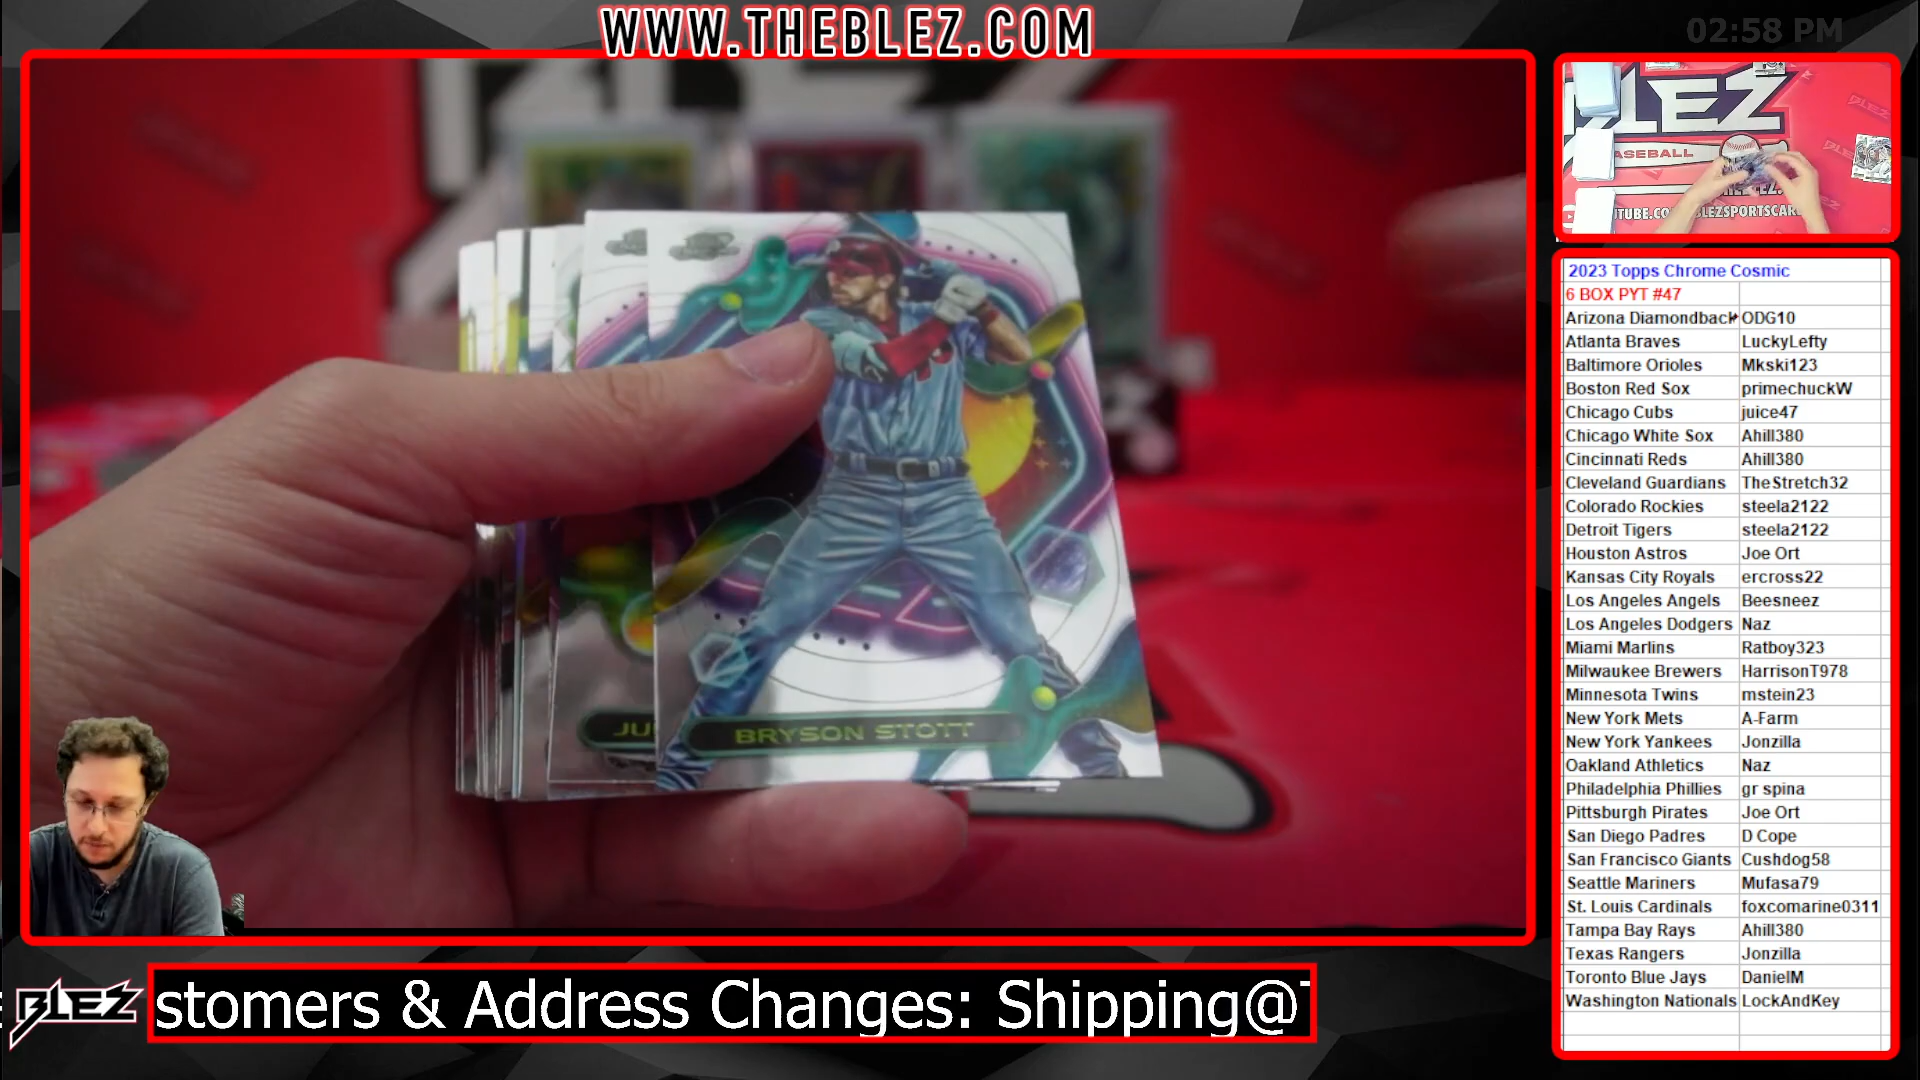 WWW.THEBLEZ.COM
02:58 PM
BLEZ
BASEBALL
BLEZSPORTSCAR
BRYSON STOTT
JU
2023 Topps Chrome Cosmic
6 BOX PYT #47
Arizona Diamondback ODG10
Atlanta Braves LuckyLefty
Baltimore Orioles Mkski123
Boston Red Sox primechuckW
Chicago Cubs juice47
Chicago White Sox Ahill380
Cincinnati Reds Ahill380
Cleveland Guardians TheStretch32
Colorado Rockies steela2122
Detroit Tigers steela2122
Houston Astros Joe Ort
Kansas City Royals ercross22
Los Angeles Angels Beesneez
Los Angeles Dodgers Naz
Miami Marlins Ratboy323
Milwaukee Brewers HarrisonT978
Minnesota Twins mstein23
New York Mets A-Farm
New York Yankees Jonzilla
Oakland Athletics Naz
Philadelphia Phillies gr spina
Pittsburgh Pirates Joe Ort
San Diego Padres D Cope
San Francisco Giants Cushdog58
Seattle Mariners Mufasa79
St. Louis Cardinals foxcomarine0311
Tampa Bay Rays Ahill380
Texas Rangers Jonzilla
Toronto Blue Jays DanielM
Washington Nationals LockAndKey
BLEZ
stomers & Address Changes: Shipping@T